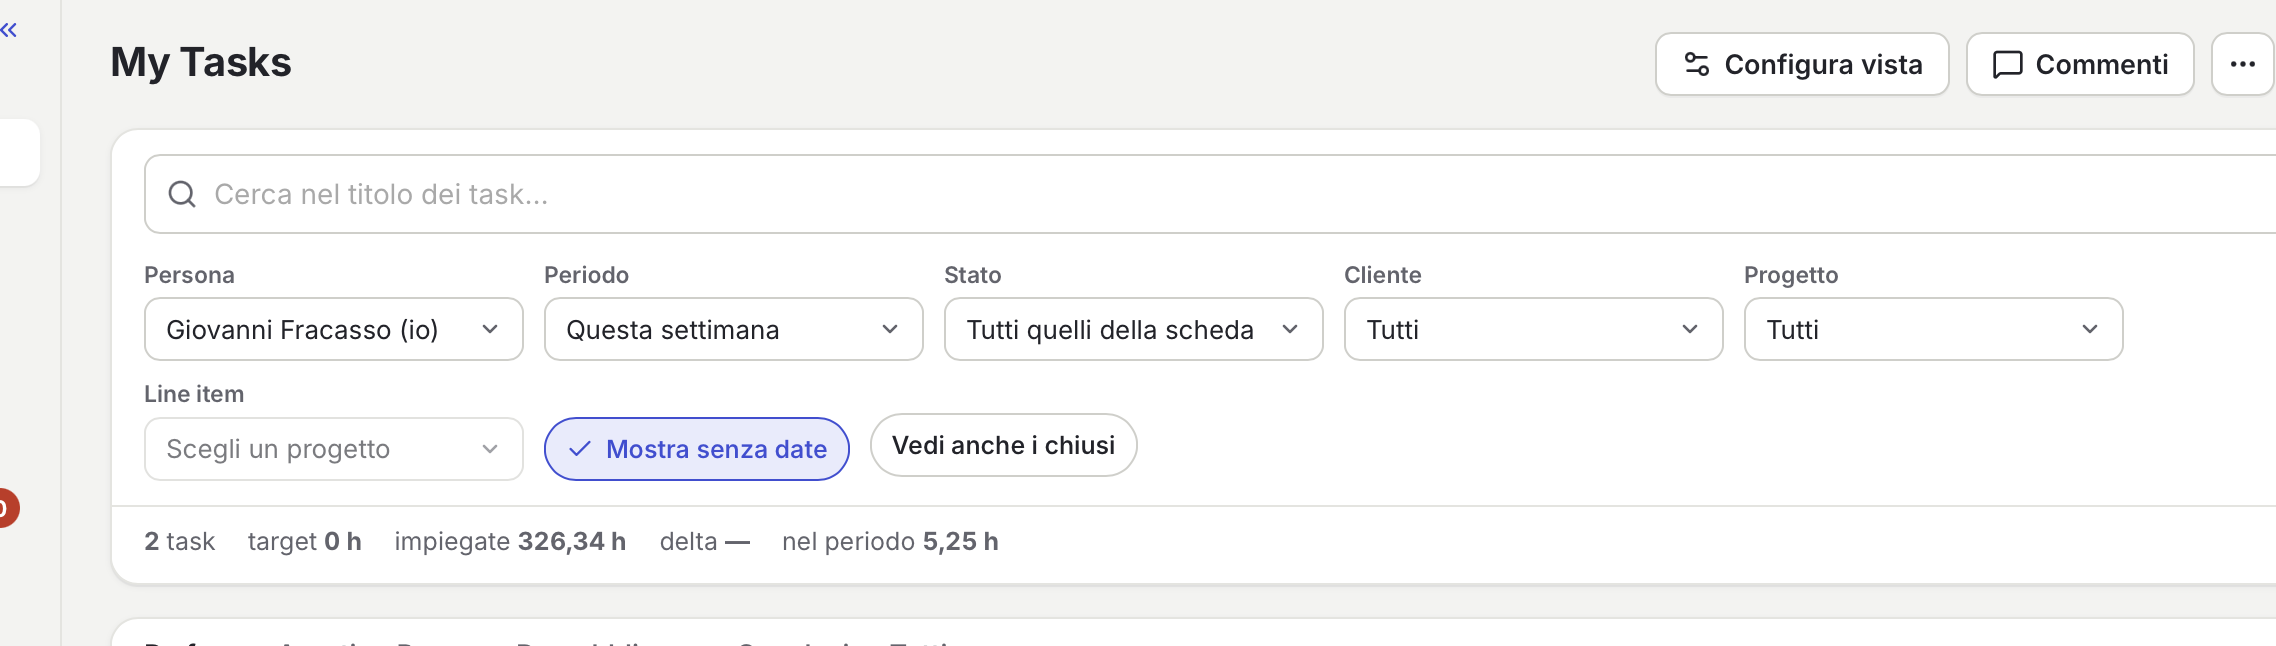 My Tasks
Configura vista
Commenti
Cerca nel titolo dei task...
Persona
Periodo
Stato
Cliente
Progetto
Giovanni Fracasso (io)
Questa settimana
Tutti quelli della scheda
Tutti
Tutti
Line item
Scegli un progetto
Mostra senza date
Vedi anche i chiusi
2 task target 0 h impiegate 326,34 h delta — nel periodo 5,25 h